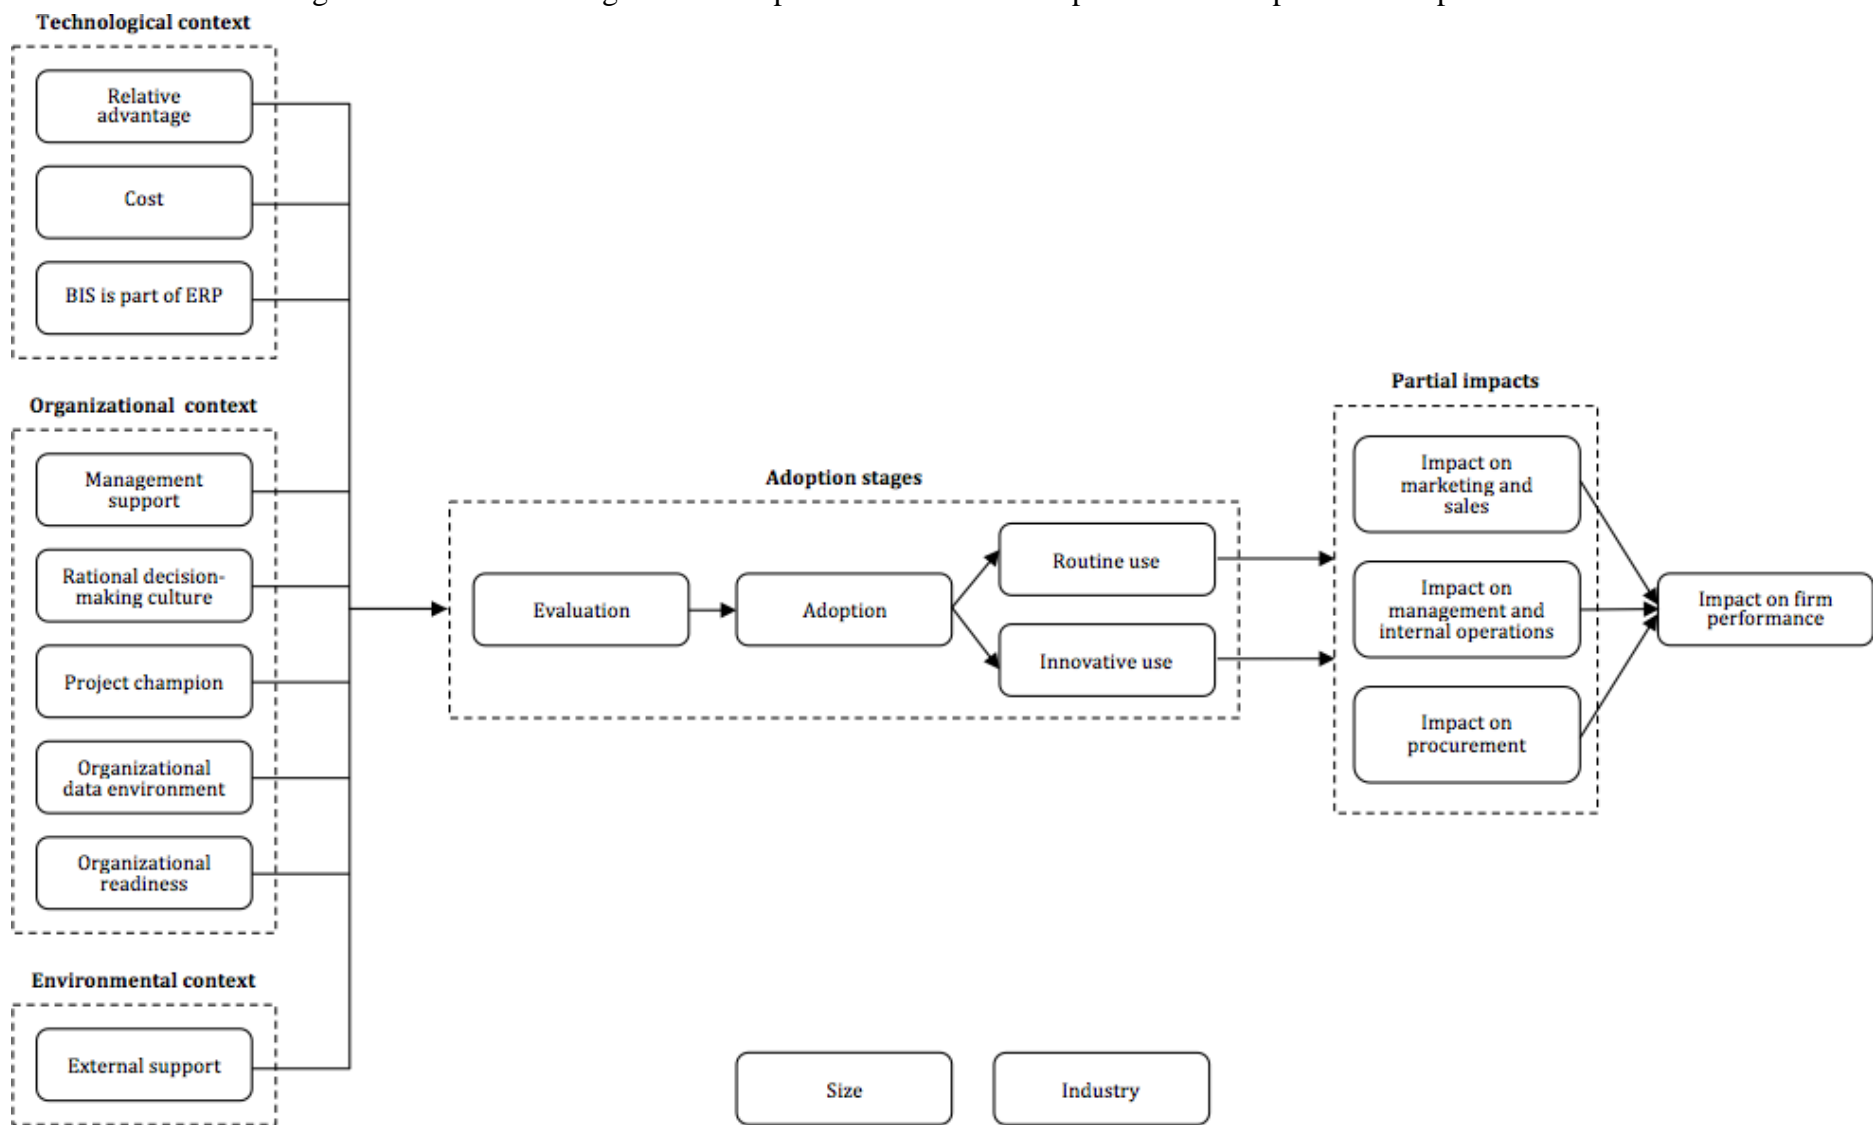 Technological context
Relative
advantage
Cost
BIS is part of ERP
Organizational context
Management
support
Rational decision-
making culture
Project champion
Organizational
data environment
Organizational
readiness
Environmental context
External support
Adoption stages
Evaluation
Adoption
Routine use
Innovative use
Partial impacts
Impact on
marketing and
sales
Impact on
management and
internal operations
Impact on
procurement
Impact on firm
performance
Size
Industry